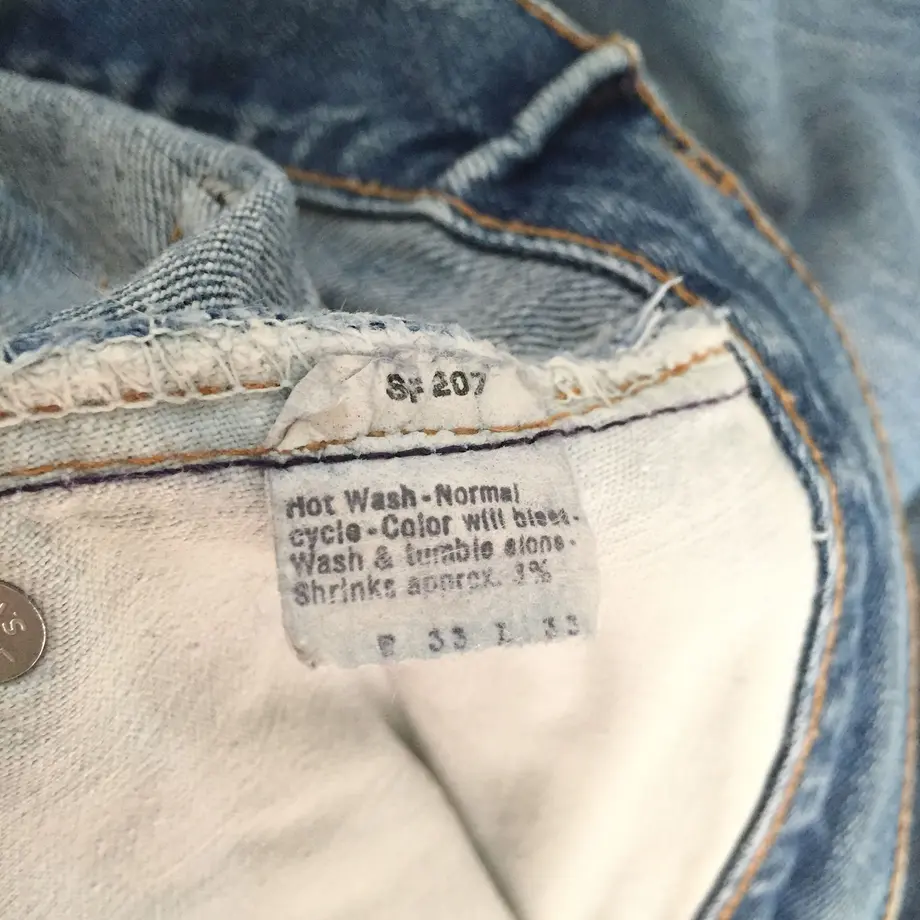 SF 207
Hot Wash-Normal
cycle-Color will bleed-
Wash & tumble alone-
Shrinks approx. 3%
33 L 33